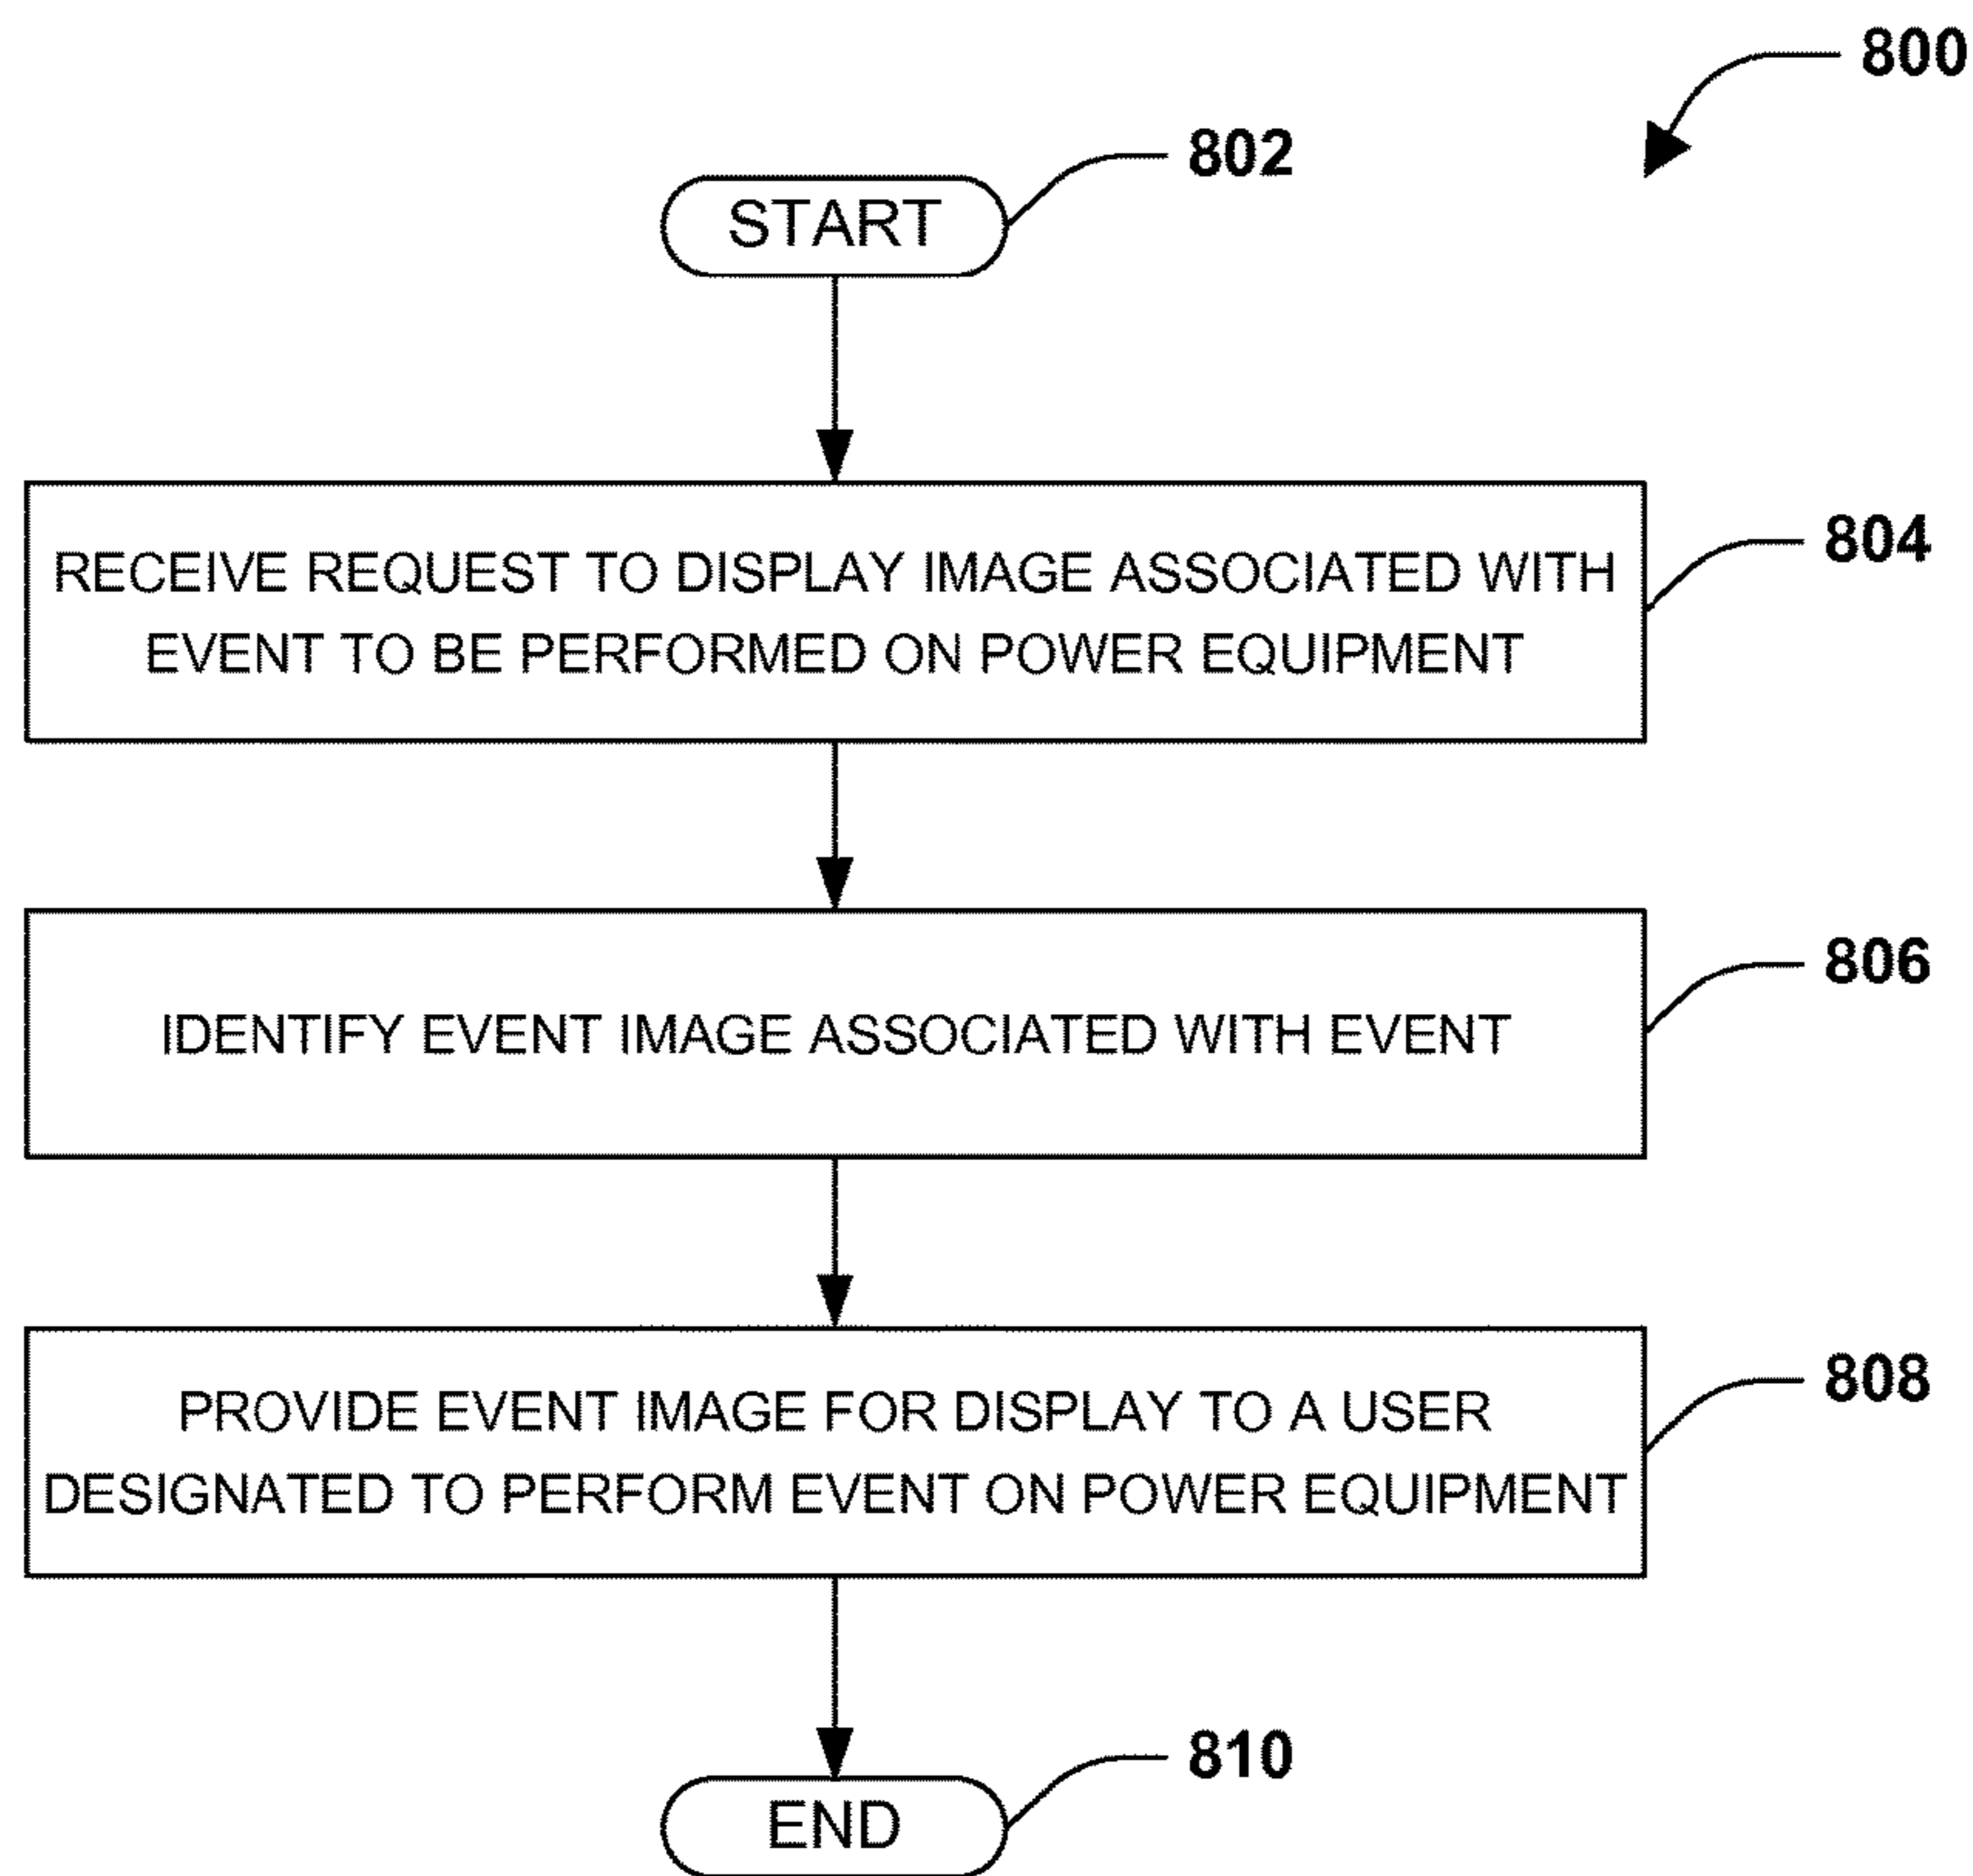 800
802
START
804
RECEIVE REQUEST TO DISPLAY IMAGE ASSOCIATED WITH
EVENT TO BE PERFORMED ON POWER EQUIPMENT
806
IDENTIFY EVENT IMAGE ASSOCIATED WITH EVENT
808
PROVIDE EVENT IMAGE FOR DISPLAY TO A USER
DESIGNATED TO PERFORM EVENT ON POWER EQUIPMENT
810
END